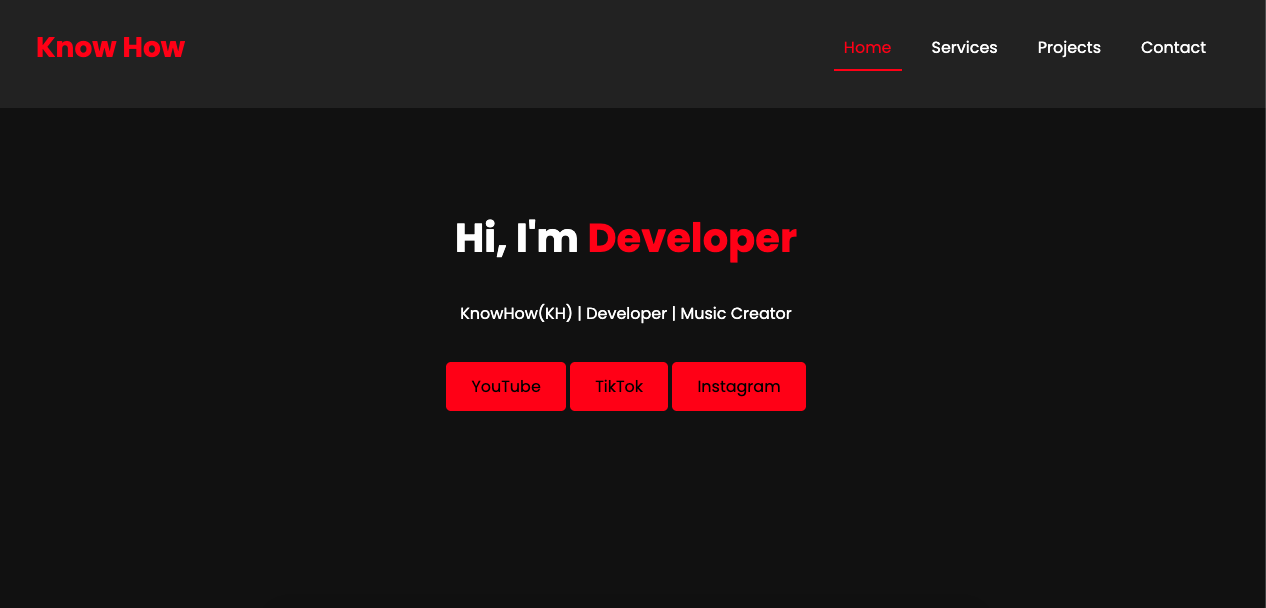 Know How
Home Services Projects Contact
Hi, I'm Developer
KnowHow(KH) | Developer | Music Creator
YouTube TikTok Instagram